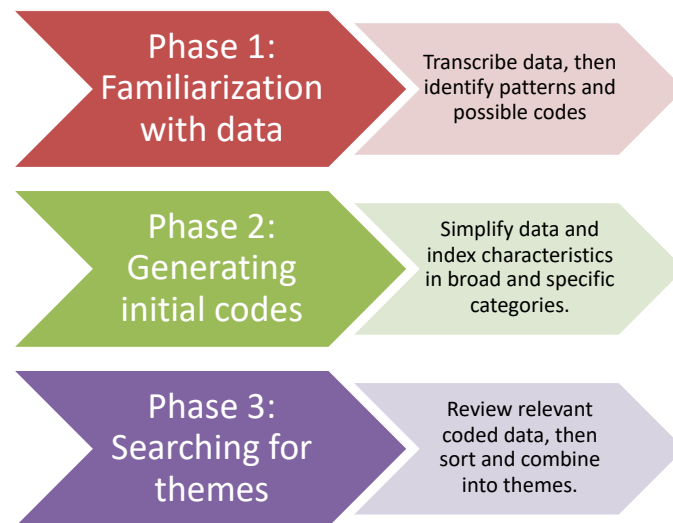 Phase 1:
Familiarization
with data
Transcribe data, then
identify patterns and
possible codes
Phase 2:
Generating
initial codes
Simplify data and
index characteristics
in broad and specific
categories.
Phase 3:
Searching for
themes
Review relevant
coded data, then
sort and combine
into themes.